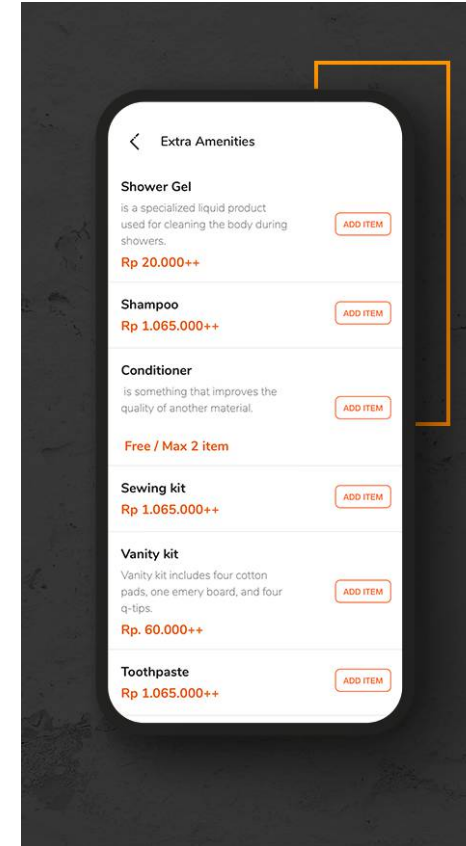 Extra Amenities
Shower Gel
is a specialized liquid product
used for cleaning the body during
showers.
ADD ITEM
Rp 20.000++
Shampoo
Rp 1.065.000++
ADD ITEM
Conditioner
is something that improves the
quality of another material.
ADD ITEM
Free / Max 2 item
Sewing kit
Rp 1.065.000++
ADD ITEM
Vanity kit
Vanity kit includes four cotton
pads, one emery board, and four
q-tips.
ADD ITEM
Rp. 60.000++
Toothpaste
Rp 1.065.000++
ADD ITEM